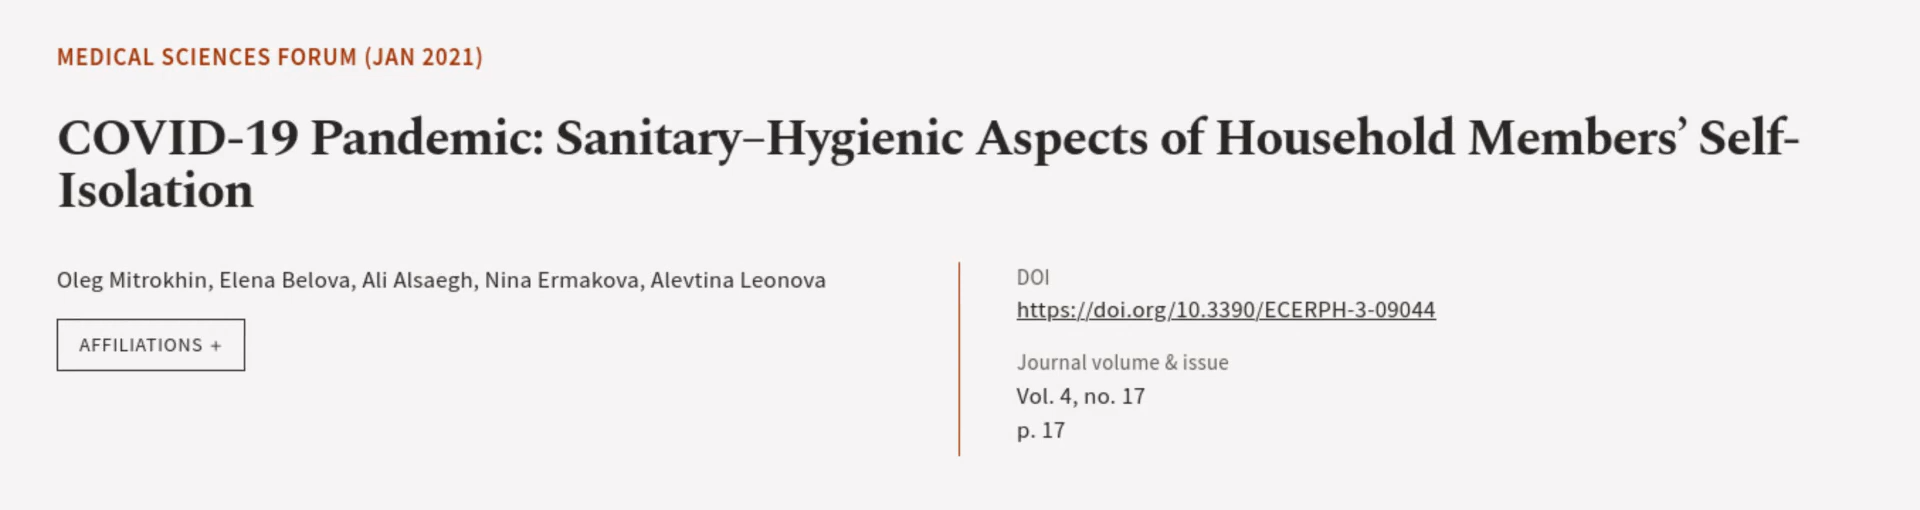 MEDICAL SCIENCES FORUM (JAN 2021)
COVID-19 Pandemic: Sanitary–Hygienic Aspects of Household Members’ Self-
Isolation
Oleg Mitrokhin, Elena Belova, Ali Alsaegh, Nina Ermakova, Alevtina Leonova
AFFILIATIONS +
DOI
https://doi.org/10.3390/ECERPH-3-09044
Journal volume & issue
Vol. 4, no. 17
p. 17